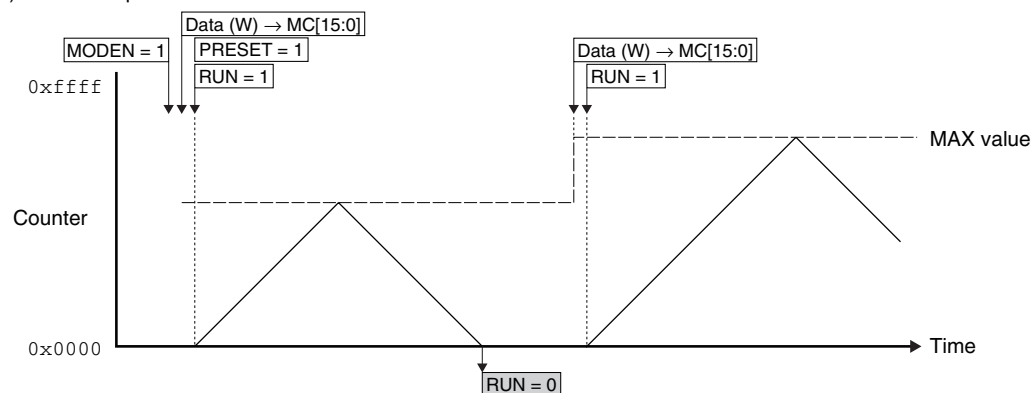 Data (W) → MC[15:0]
MODEN = 1
PRESET = 1
RUN = 1
Data (W) → MC[15:0]
RUN = 1
0xffff
MAX value
Counter
0x0000
Time
RUN = 0